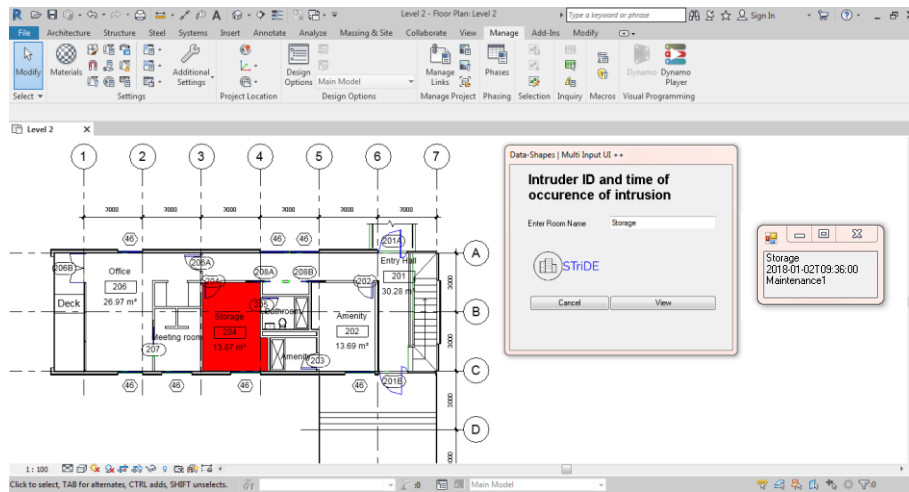 Level 2 - Floor Plan: Level 2
Type a keyword or phrase
Sign In
File Architecture Structure Steel Systems Insert Annotate Analyze Massing & Site Collaborate View Manage Add-Ins Modify
Modify
Materials
Additional Settings
Design Options
Main Model
Manage Links
Phases
Dynamo
Dynamo Player
Select
Settings
Project Location
Design Options
Manage Project
Phasing
Selection
Inquiry
Macros
Visual Programming
Level 2 X
1 2 3 4 5 6 7
3000 3000 3000 3000 3000 3000
46 46 46
201A
A
206B
Office
206
26.97 m²
206A
204
208A
208B
202
Entry Hall
201
30.28 m²
3000
Deck
205
Bathroom
B
Storage
204
13.67 m²
Amenity
202
13.69 m²
Meeting room
207
Amenity
203
3000
C
46 46 46 46
201B
3000
D
Data-Shapes | Multi Input UI ++
Intruder ID and time of
occurence of intrusion
Enter Room Name Storage
STriDE
Cancel View
Storage
2018-01-02T09:36:00
Maintenance1
1 : 100
Click to select, TAB for alternates, CTRL adds, SHIFT unselects.
:0
Main Model
:0